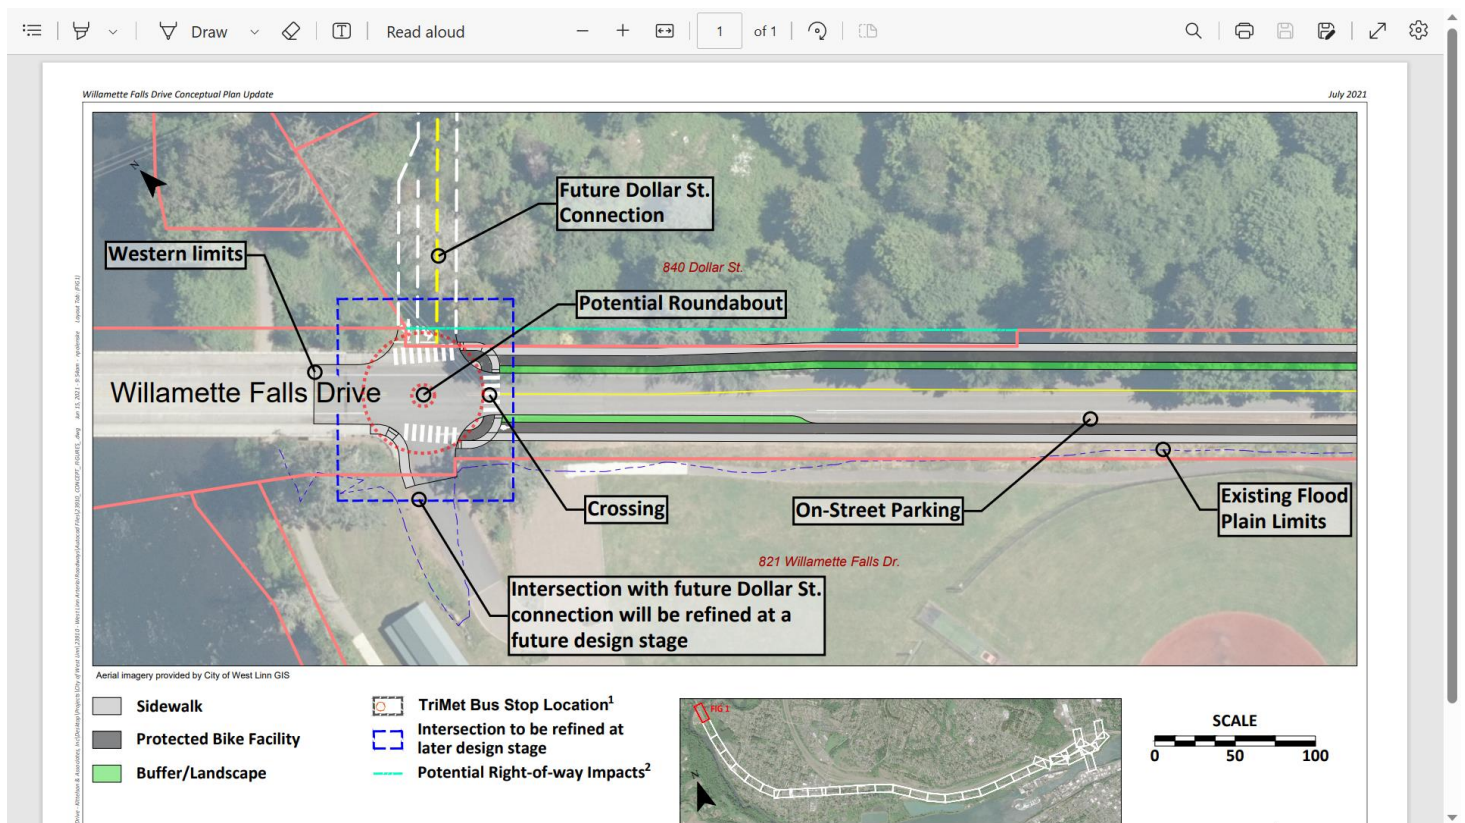 Draw
Read aloud
1
of 1
Willamette Falls Drive Conceptual Plan Update
July 2021
N
Future Dollar St.
Connection
Western limits
840 Dollar St.
Potential Roundabout
Willamette Falls Drive
Crossing
On-Street Parking
Existing Flood
Plain Limits
821 Willamette Falls Dr.
Intersection with future Dollar St.
connection will be refined at a
future design stage
Aerial imagery provided by City of West Linn GIS
Sidewalk
Protected Bike Facility
Buffer/Landscape
TriMet Bus Stop Location1
Intersection to be refined at
later design stage
Potential Right-of-way Impacts2
FIG 1
N
SCALE
0 50 100